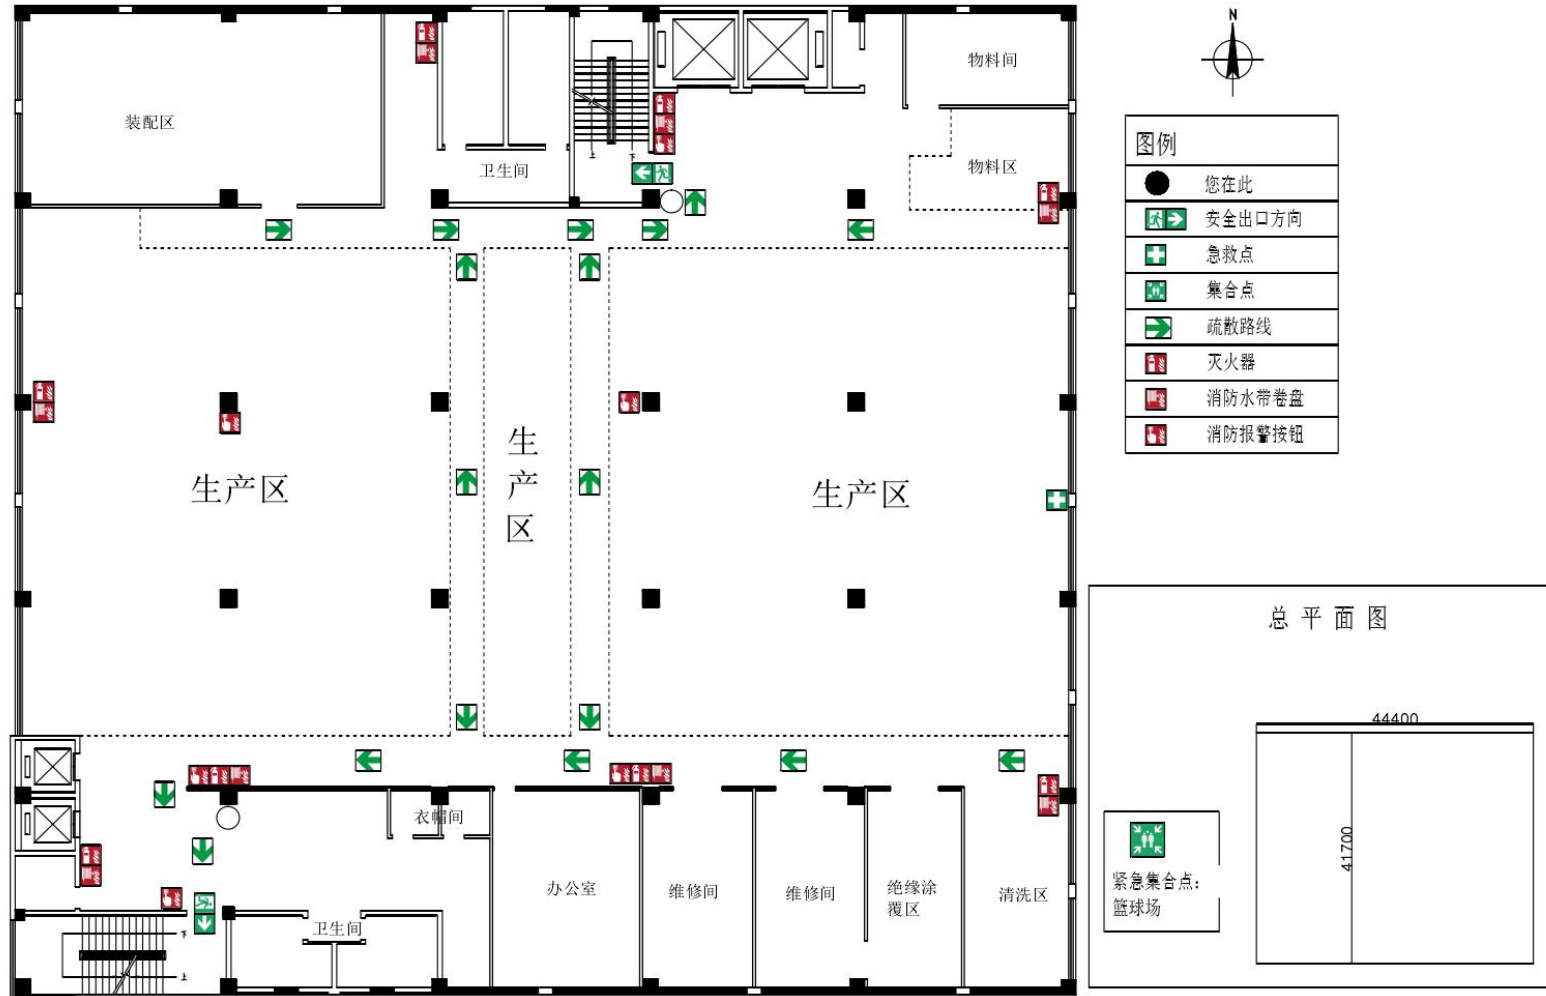 N
物料间
装配区
卫生间
上
下
物料区
图例
您在此
安全出口方向
急救点
集合点
疏散路线
灭火器
消防水带卷盘
消防报警按钮
生产区
生产区
生产区
总平面图
44400
41700
紧急集合点:
篮球场
衣帽间
办公室
维修间
维修间
绝缘涂
覆区
清洗区
卫生间
下
上